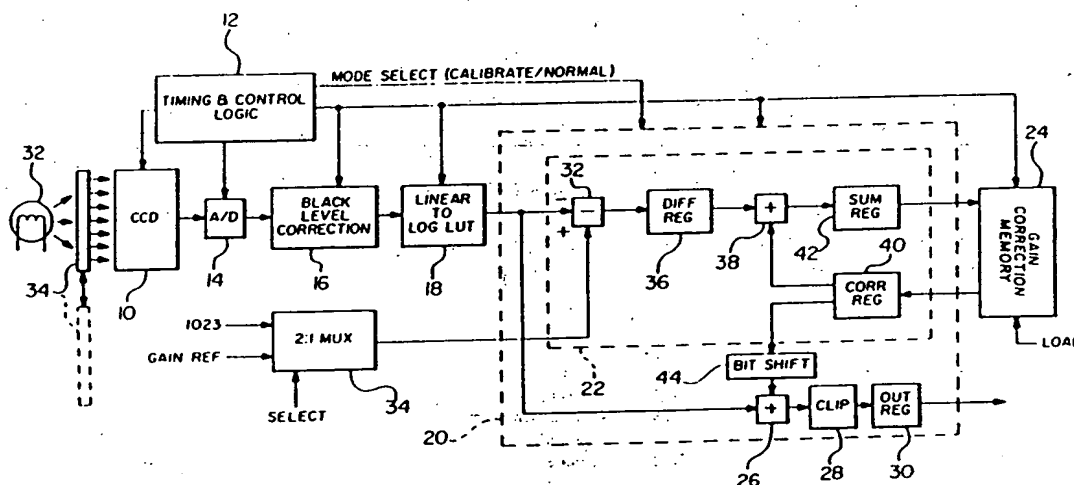 12
TIMING & CONTROL
LOGIC
MODE SELECT (CALIBRATE/NORMAL)
24
32
CCD
A/D
BLACK
LEVEL
CORRECTION
LINEAR
TO
LOG LUT
32
−
+
−
DIFF
REG
+
SUM
REG
GAIN
CORRECTION
MEMORY
34
10
14
16
18
36
38
42
40
CORR
REG
1023
GAIN REF
2:1 MUX
SELECT
34
22
44
BIT SHIFT
LOAD
20
+
CLIP
OUT
REG
26
28
30